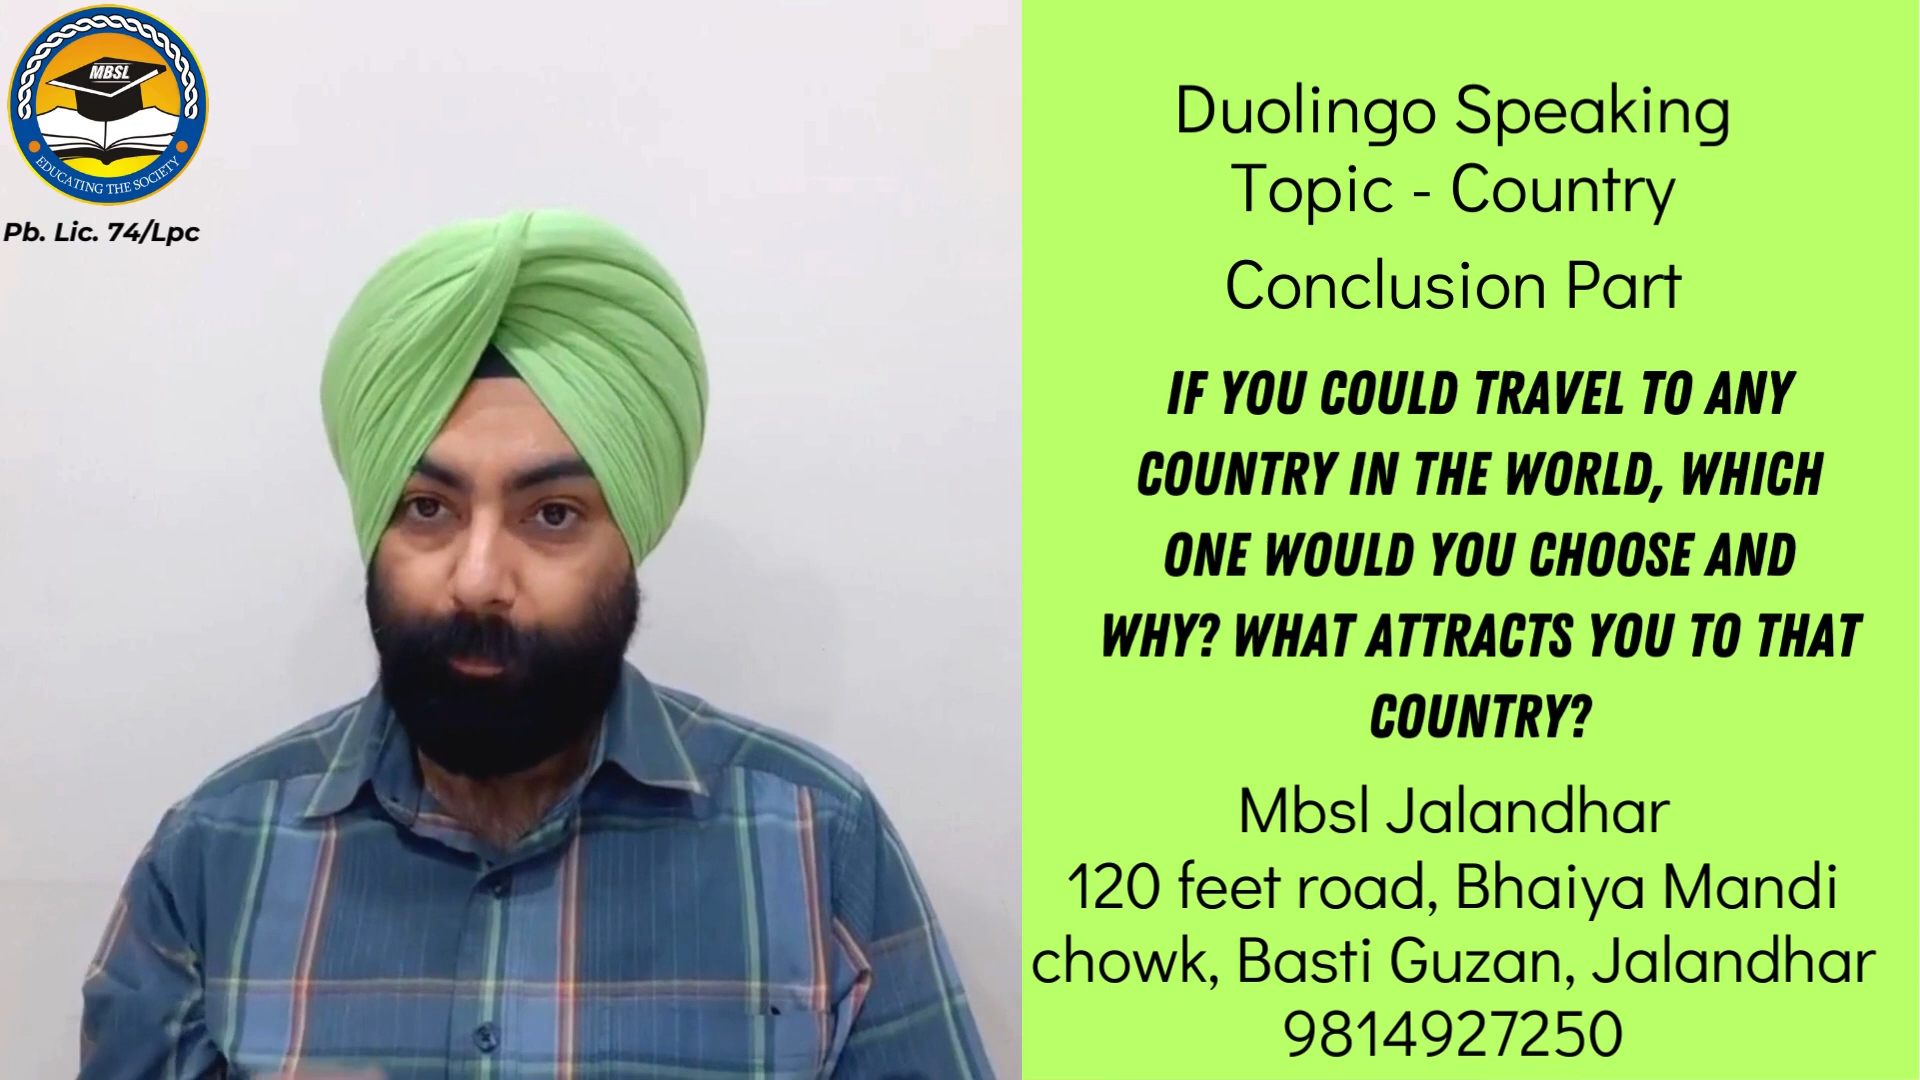 MBSL
EDUCATING THE SOCIETY
Pb. Lic. 74/Lpc
Duolingo Speaking
Topic - Country
Conclusion Part
IF YOU COULD TRAVEL TO ANY
COUNTRY IN THE WORLD, WHICH
ONE WOULD YOU CHOOSE AND
WHY? WHAT ATTRACTS YOU TO THAT
COUNTRY?
Mbsl Jalandhar
120 feet road, Bhaiya Mandi
chowk, Basti Guzan, Jalandhar
9814927250